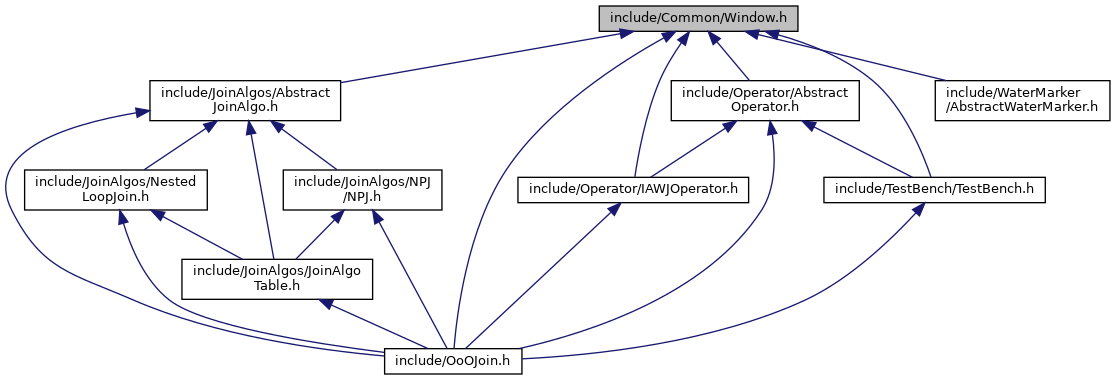 include/Common/Window.h
include/JoinAlgos/Abstract
JoinAlgo.h
include/Operator/Abstract
Operator.h
include/WaterMarker
/AbstractWaterMarker.h
include/JoinAlgos/Nested
LoopJoin.h
include/JoinAlgos/NPJ
/NPJ.h
include/Operator/IAWJOperator.h
include/TestBench/TestBench.h
include/JoinAlgos/JoinAlgo
Table.h
include/OoOJoin.h